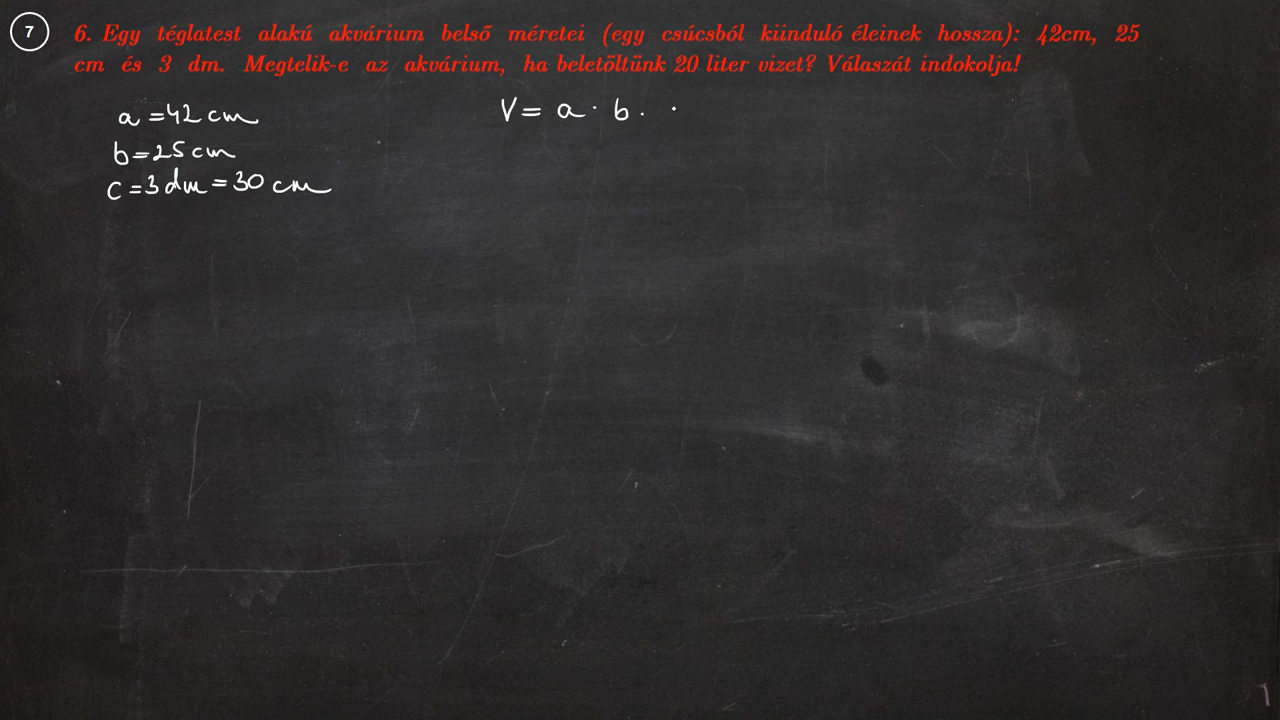 7
6. Egy téglatest alakú akvárium belső méretei (egy csúcsból kiinduló éleinek hossza): 42cm, 25
cm és 3 dm. Megtelik-e az akvárium, ha beletöltünk 20 liter vizet? Válaszát indokolja!
a = 42 cm
b = 25 cm
c = 3 dm = 30 cm
V = a · b ·